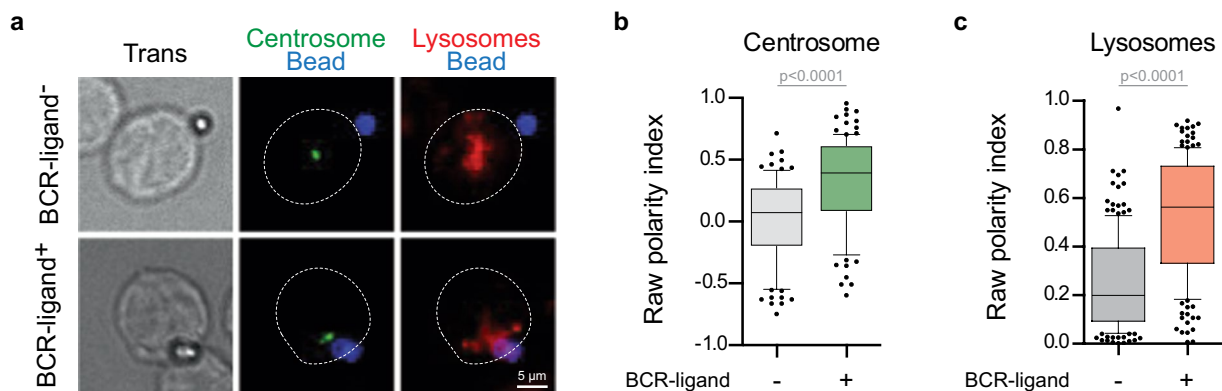 a
Trans
Centrosome
Bead
Lysosomes
Bead
BCR-ligand-
BCR-ligand+
5 µm
b
Centrosome
p<0.0001
Raw polarity index
1.0
0.5
0.0
-0.5
-1.0
BCR-ligand - +
c
Lysosomes
p<0.0001
Raw polarity index
1.0
0.8
0.6
0.4
0.2
0.0
BCR-ligand - +